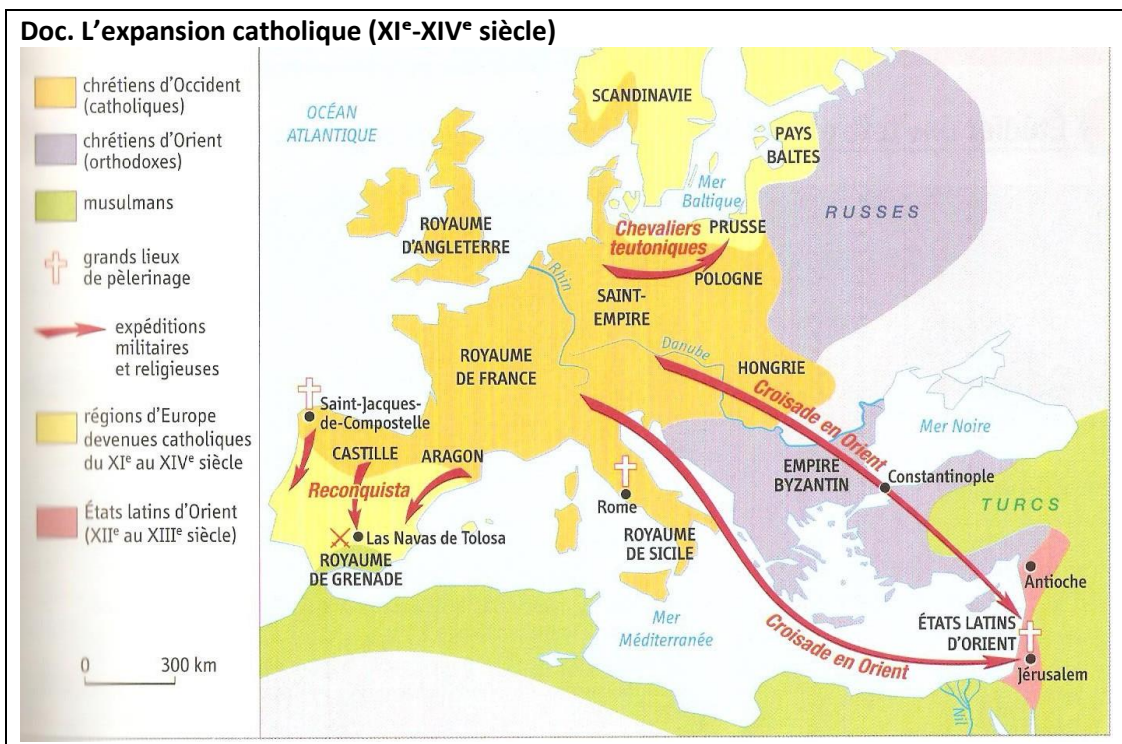 Doc. L'expansion catholique (XIᵉ-XIVᵉ siècle)
chrétiens d'Occident
(catholiques)
chrétiens d'Orient
(orthodoxes)
musulmans
grands lieux
de pèlerinage
expéditions
militaires
et religieuses
régions d'Europe
devenues catholiques
du XIᵉ au XIVᵉ siècle
États latins d'Orient
(XIIᵉ au XIIIᵉ siècle)
0 300 km
OCÉAN
ATLANTIQUE
SCANDINAVIE
PAYS
BALTES
Mer
Baltique
RUSSES
ROYAUME
D'ANGLETERRE
Chevaliers
teutoniques
PRUSSE
POLOGNE
Rhin
SAINT-
EMPIRE
Danube
HONGRIE
ROYAUME
DE FRANCE
Croisade en Orient
Mer Noire
Saint-Jacques-
de-Compostelle
CASTILLE
ARAGON
Reconquista
Rome
EMPIRE
BYZANTIN
Constantinople
TURCS
Las Navas de Tolosa
ROYAUME
DE GRENADE
ROYAUME
DE SICILE
Antioche
Mer
Méditerranée
Croisade en Orient
ÉTATS LATINS
D'ORIENT
Jérusalem
Nil